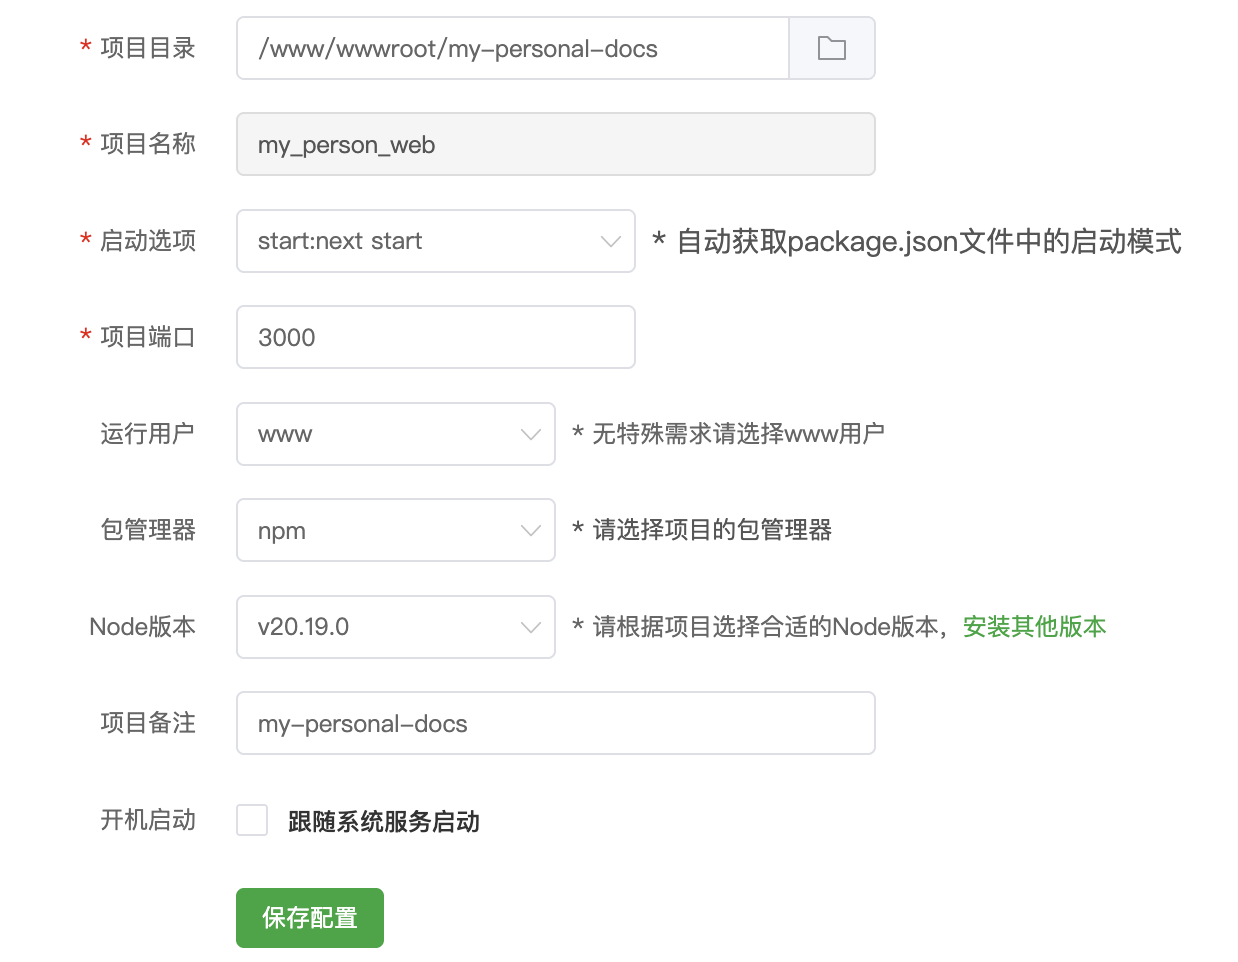 * 项目目录 /www/wwwroot/my-personal-docs
* 项目名称 my_person_web
* 启动选项 start:next start * 自动获取package.json文件中的启动模式
* 项目端口 3000
运行用户 www * 无特殊需求请选择www用户
包管理器 npm * 请选择项目的包管理器
Node版本 v20.19.0 * 请根据项目选择合适的Node版本，安装其他版本
项目备注 my-personal-docs
开机启动 跟随系统服务启动
保存配置